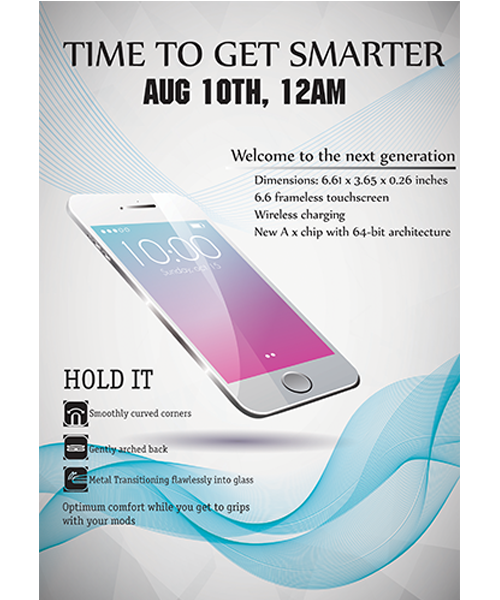 TIME TO GET SMARTER
AUG 10TH, 12AM
Welcome to the next generation
Dimensions: 6.61 x 3.65 x 0.26 inches
6.6 frameless touchscreen
Wireless charging
New A x chip with 64-bit architecture
10:00
HOLD IT
Smoothly curved corners
Gently arched back
Metal Transitioning flawlessly into glass
Optimum comfort while you get to grips
with your mods